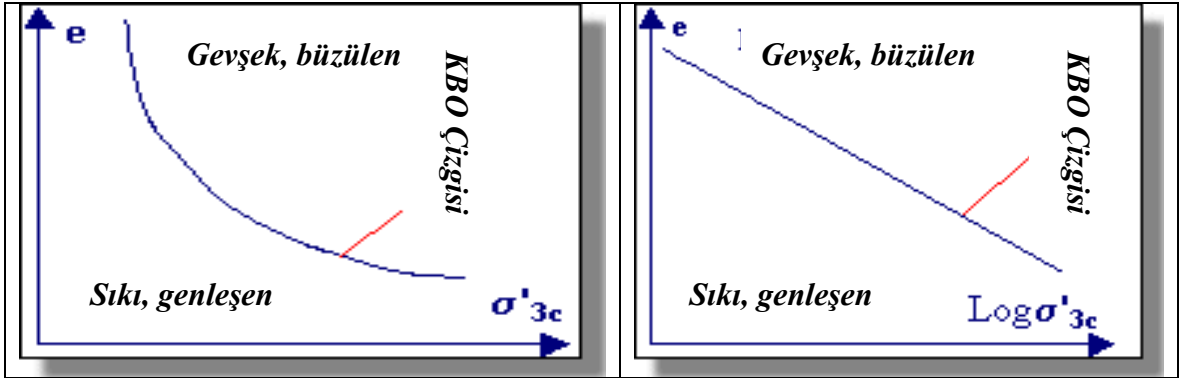 e
Gevşek, büzülen
KBO Çizgisi
Sıkı, genleşen
σ'3c
e
Gevşek, büzülen
KBO Çizgisi
Sıkı, genleşen
Logσ'3c